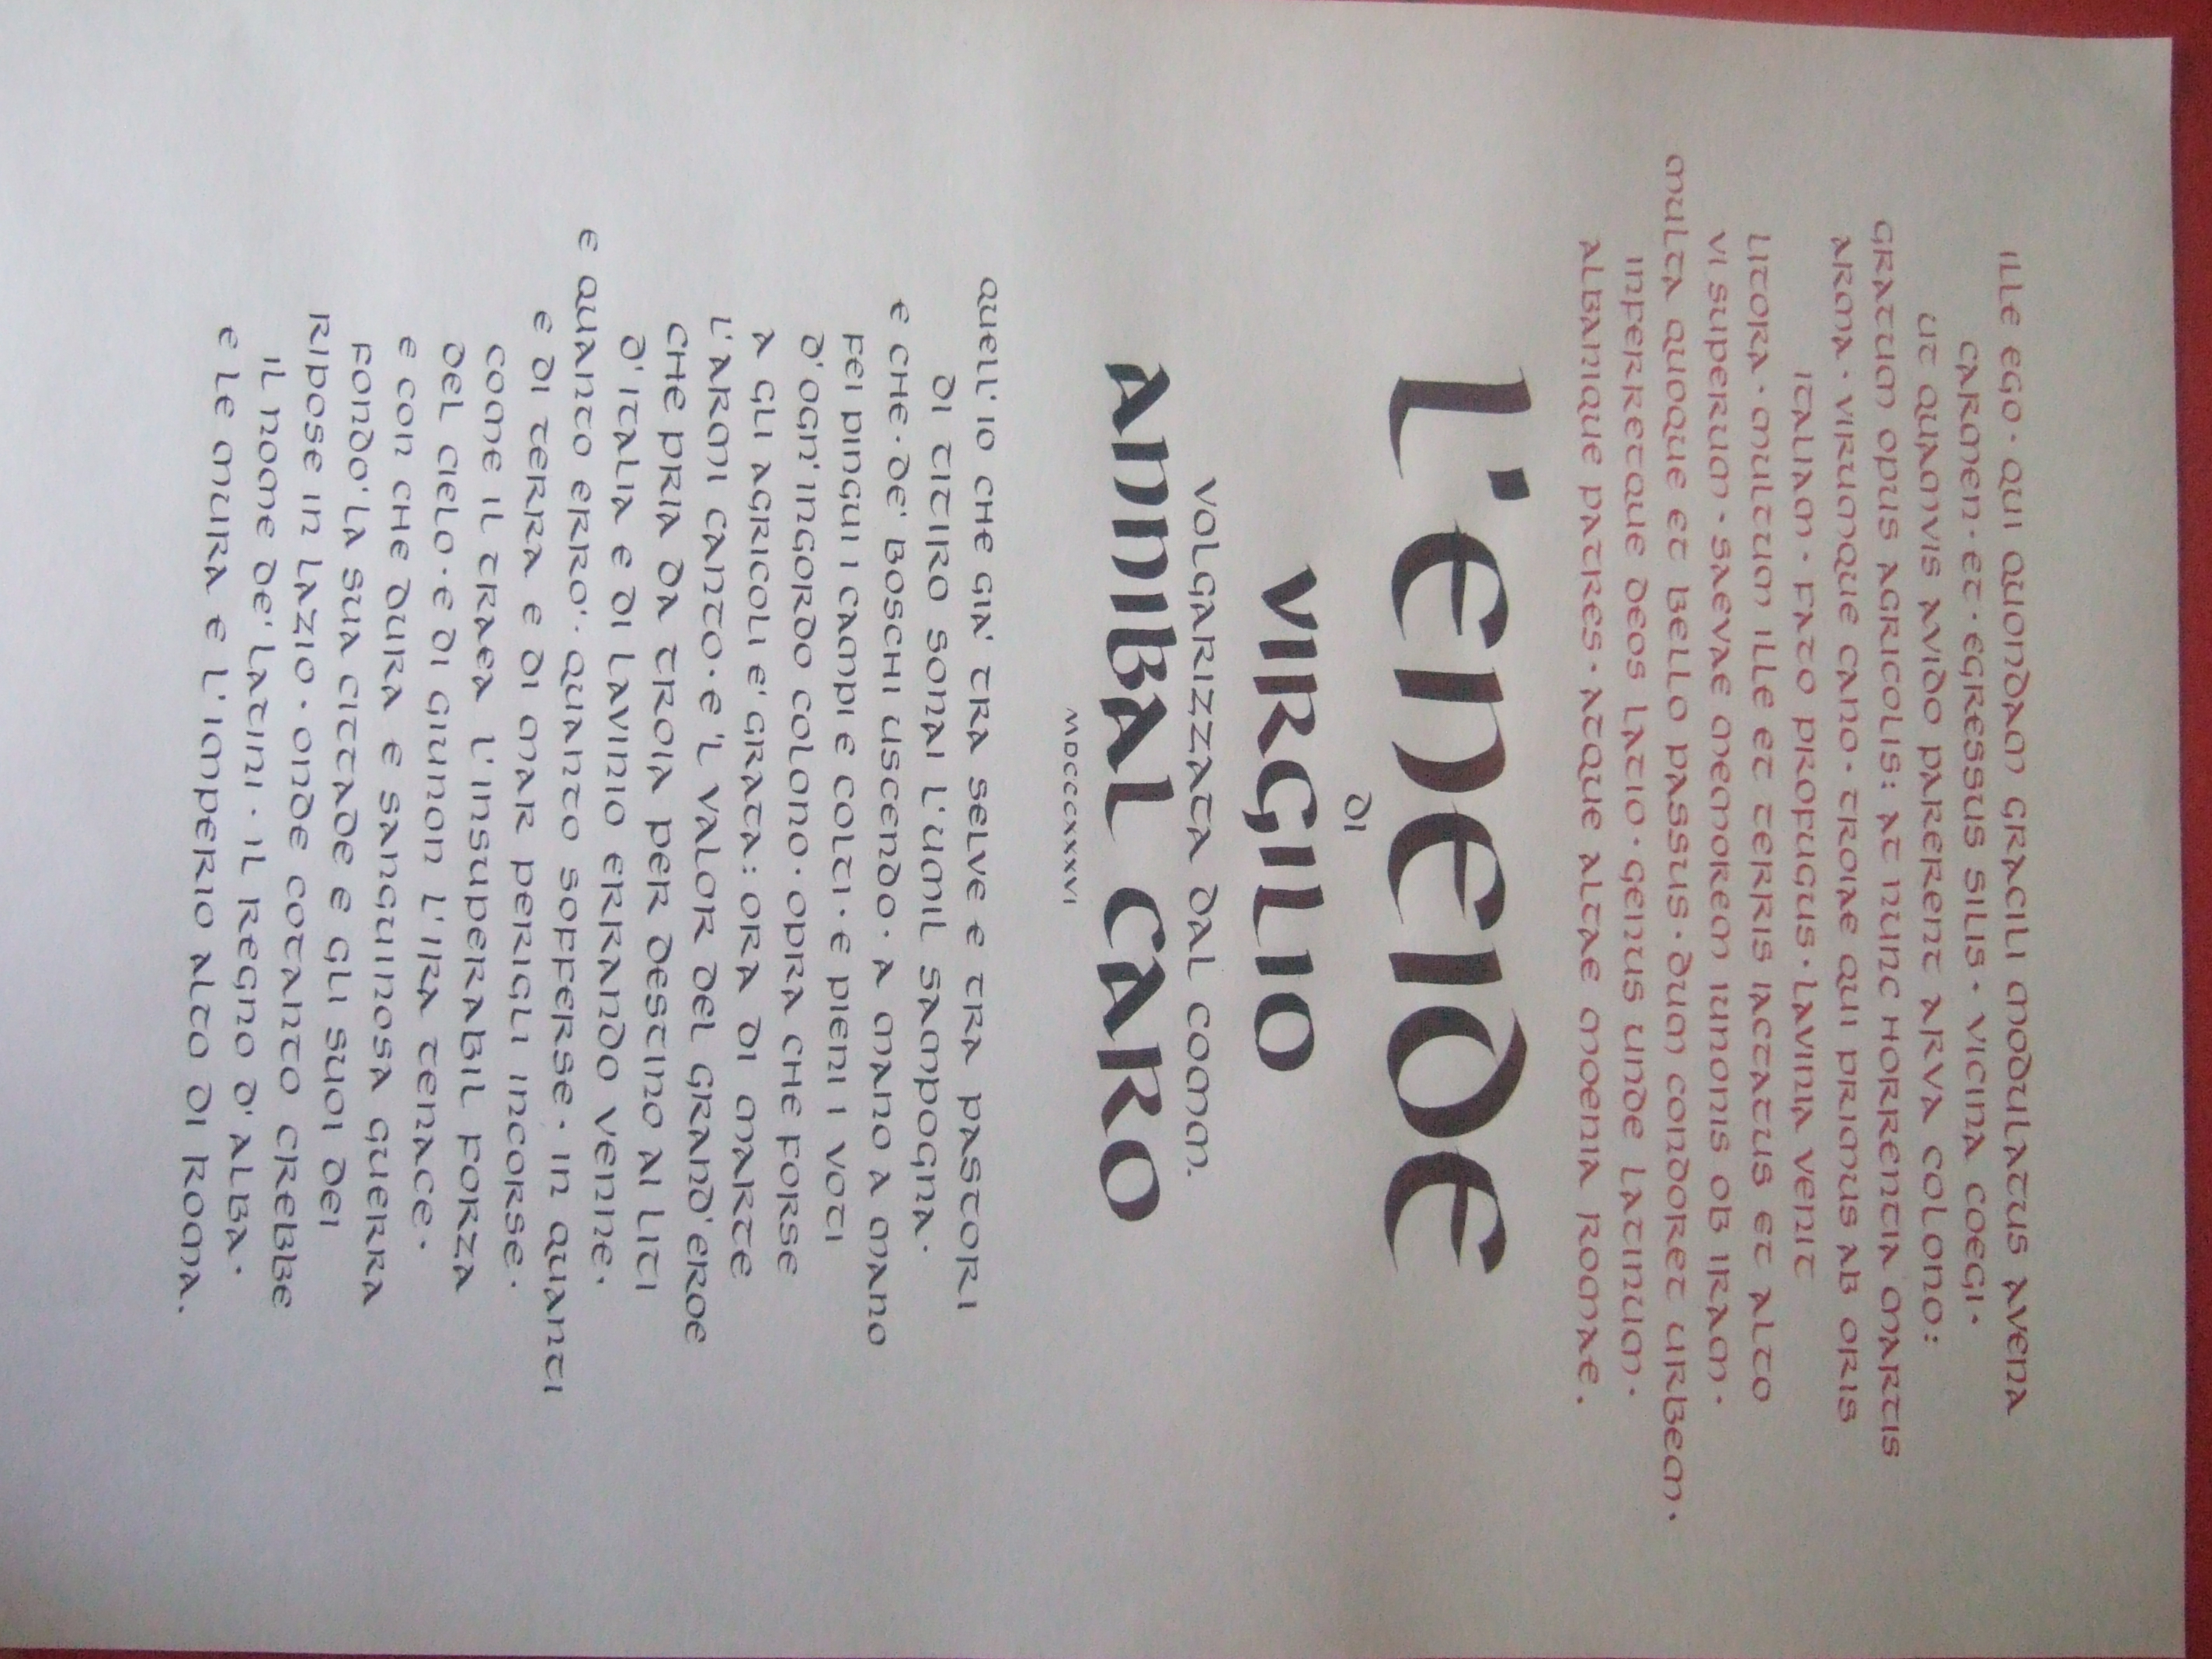 ille ego · qui quondam gracili modulatus avena
carmen · et · egressus silis · vicina coegi ·
ut quamvis avido parerent arva colono:
gratum opus agricolis: at nunc horrentia martis
arma · virumque cano · troiae qui primus ab oris
italiam · fato profugus · lavinia venit
litora · multum ille et terris iactatus et alto
vi superum · saevae memorem iunonis ob iram ·
multa quoque et bello passus · dum conderet urbem ·
inferretque deos latio · genus unde latinum ·
albanique patres · atque altae moenia romae.
L'ENEIDE
DI
VIRGILIO
VOLGARIZZATA DAL COMM.
ANNIBAL CARO
MDCCCXXXVI
quell'io che gia' tra selve e tra pastori
di titiro sonai l'umil sampogna ·
e che · de' boschi uscendo · a mano a mano
fei pingui i campi e colti · e pieni i voti
d'ogn'ingordo colono · opra che forse
a gli agricoli e' grata: ora di marte
l'armi canto · e'l valor del grand'eroe
che pria da troia per destino ai liti
d'italia e di lavinio errando venne.
e quanto erro' · quanto sofferse · in quanti
e di terra e di mar perigli incorse ·
come il traea l'insuperabil forza
del cielo · e di giunon l'ira tenace ·
e con che dura e sanguinosa guerra
fondo' la sua cittade e gli suoi dei
ripose in lazio · onde cotanto crebbe
il nome de' latini · il regno d'alba ·
e le mura e l'imperio alto di roma.